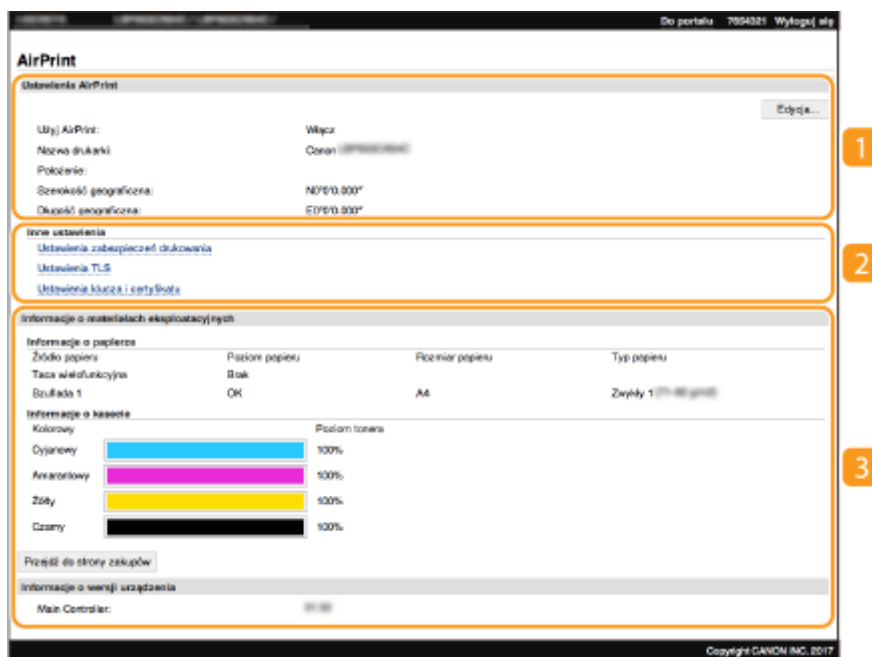 Do portalu 7654321 Wyloguj się
AirPrint
Ustawienia AirPrint
Edycja...
Użyj AirPrint: Włącz
Nazwa drukarki: Canon
Położenie:
Szerokość geograficzna: N0°0'0.000"
Długość geograficzna: E0°0'0.000"
1
Inne ustawienia
Ustawienia zabezpieczeń drukowania
Ustawienia TLS
Ustawienia klucza i certyfikatu
2
Informacje o materiałach eksploatacyjnych
Informacje o papierze
Źródło papieru Poziom papieru Rozmiar papieru Typ papieru
Taca wielofunkcyjna Brak
Szuflada 1 OK A4 Zwykły 1
Informacje o kasecie
Kolorowy Poziom tonera
Cyjanowy 100%
Amarantowy 100%
3
Żółty 100%
Czarny 100%
Przejdź do strony zakupów
Informacje o wersji urządzenia
Main Controller:
Copyright CANON INC. 2017